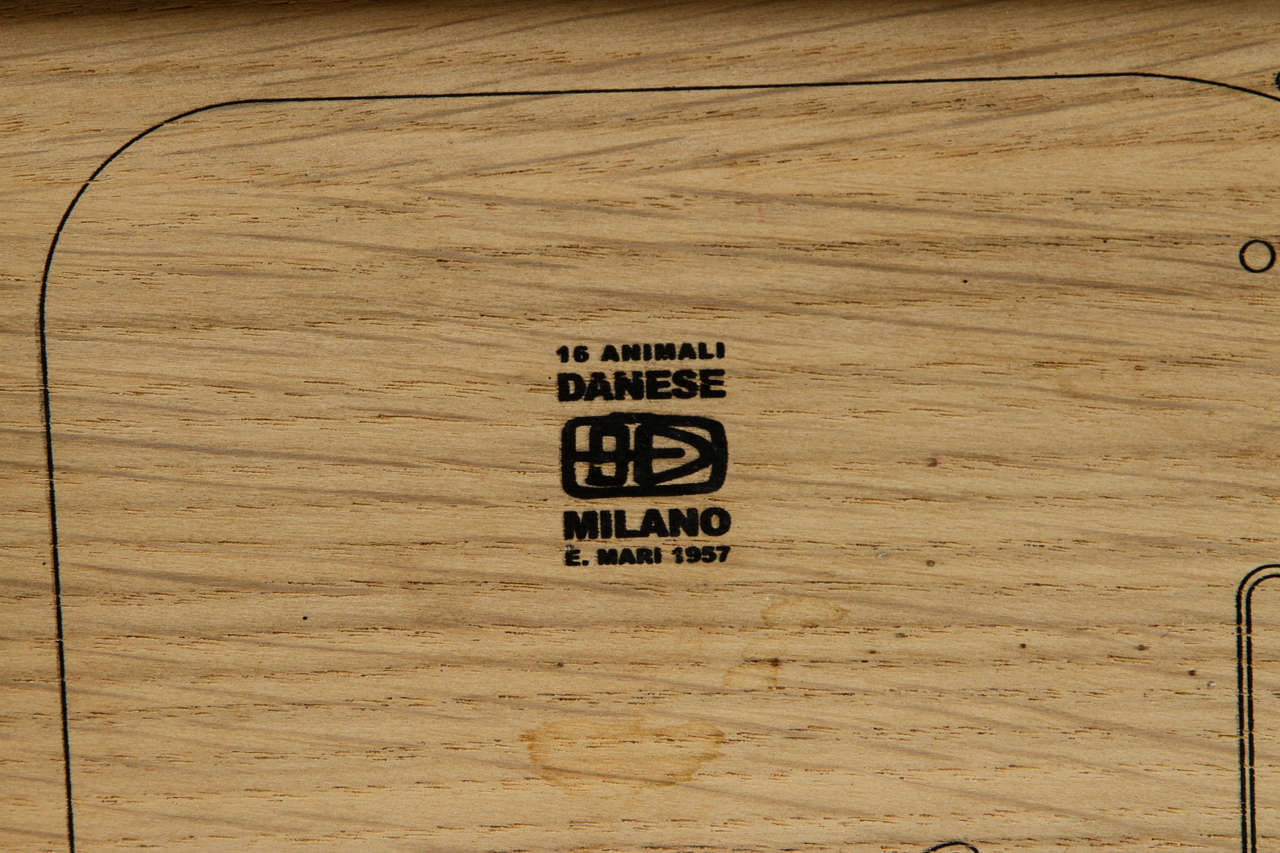 16 ANIMALI
DANESE
MILANO
E. MARI 1957